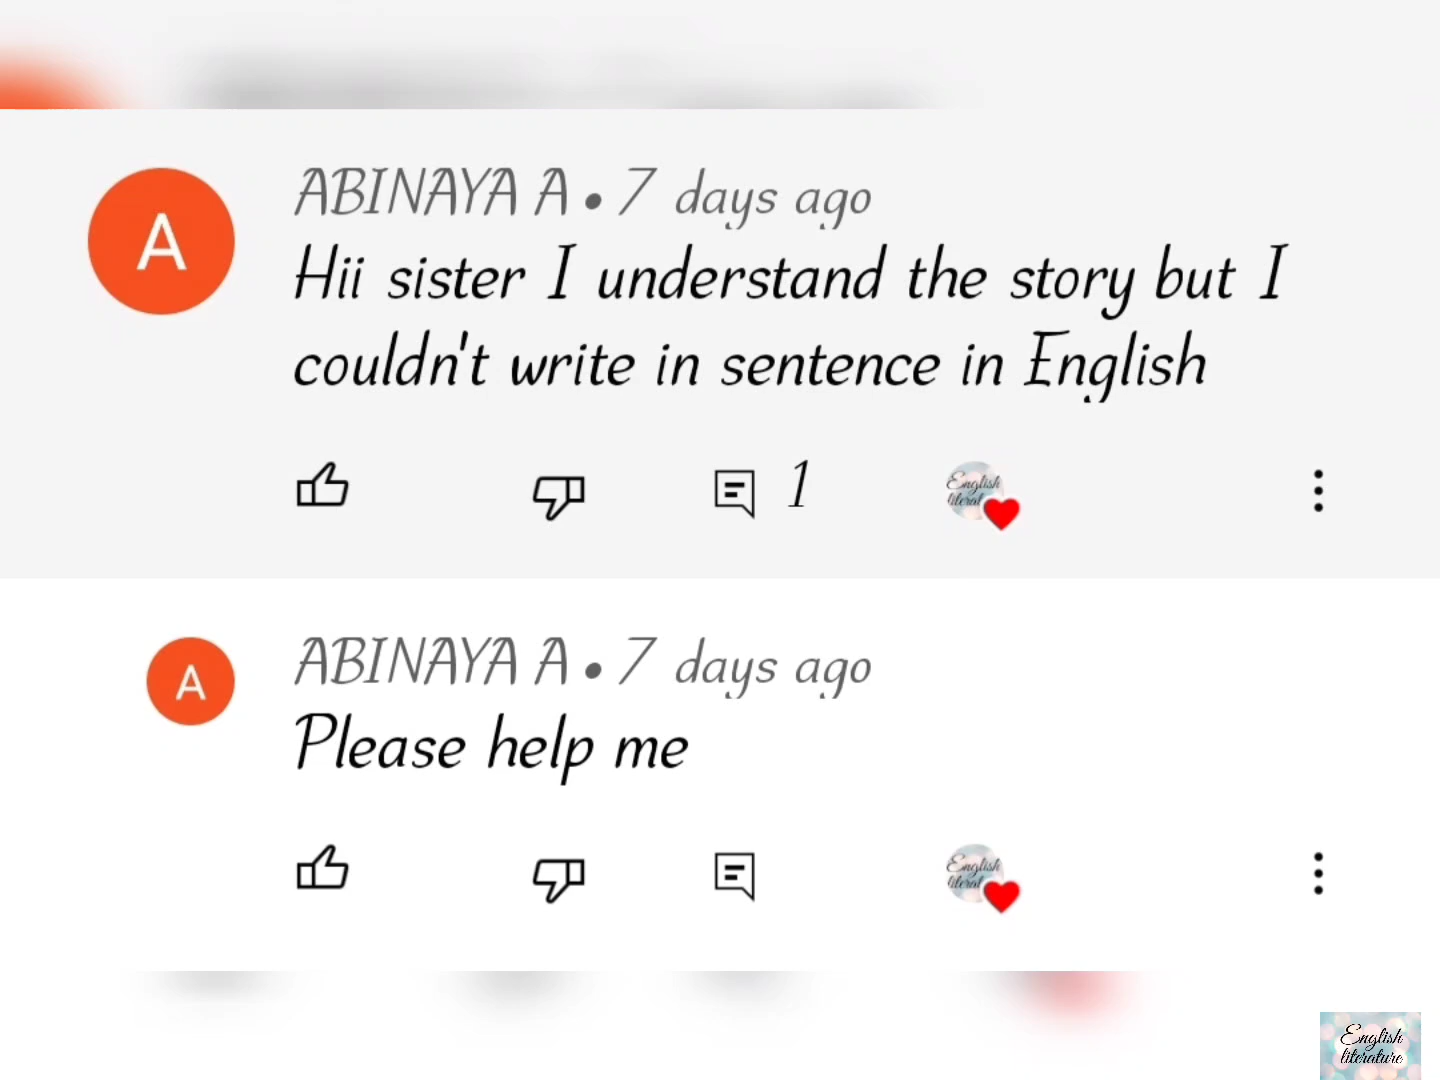 A
ABINAYA A • 7 days ago
Hii sister I understand the story but I
couldn't write in sentence in English
1
English
literat
A
ABINAYA A • 7 days ago
Please help me
English
literat
English
literature